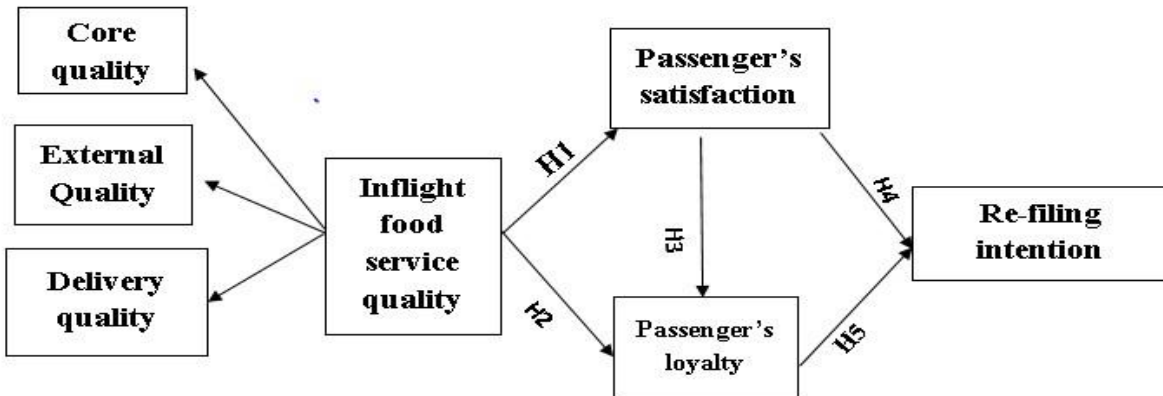 Core
quality
External
Quality
Delivery
quality
Inflight
food
service
quality
H1
H2
Passenger’s
satisfaction
H3
Passenger’s
loyalty
H4
H5
Re-filing
intention